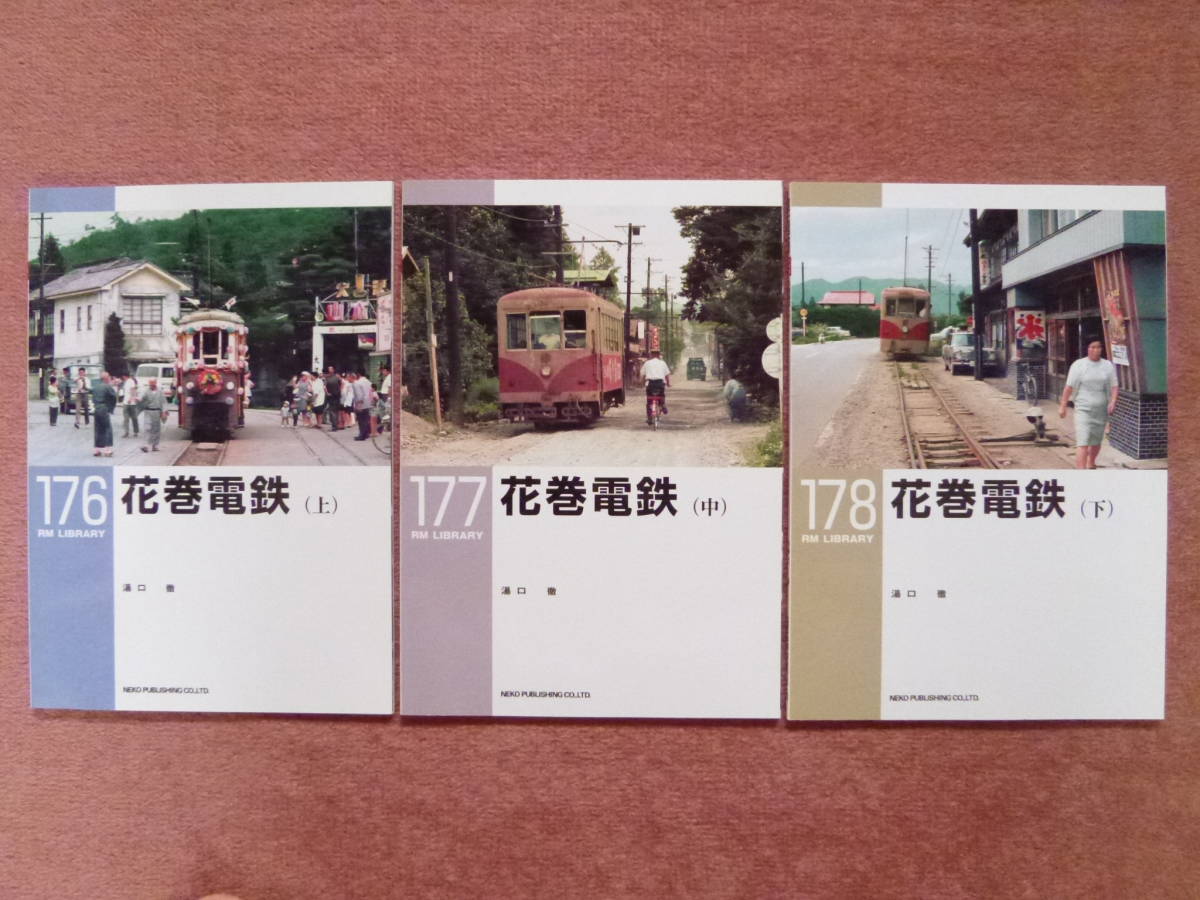 176
RM LIBRARY
花巻電鉄(上)
湯口 徹
NEKO PUBLISHING CO.,LTD.
177
RM LIBRARY
花巻電鉄(中)
湯口 徹
NEKO PUBLISHING CO.,LTD.
178
RM LIBRARY
花巻電鉄(下)
湯口 徹
NEKO PUBLISHING CO.,LTD.
氷